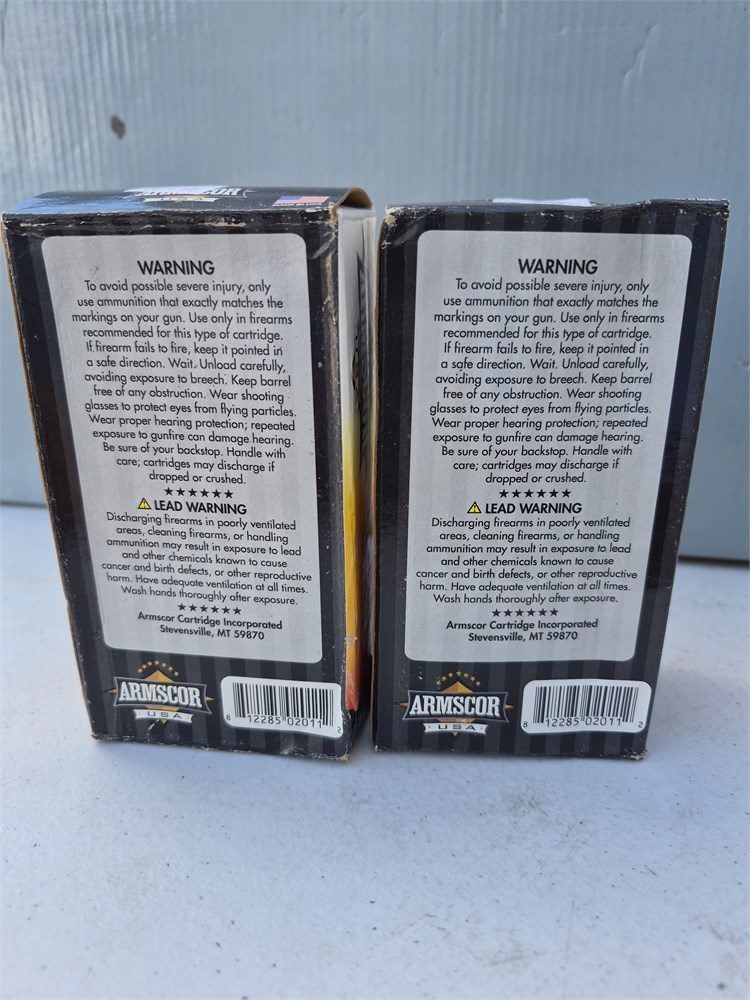 ARMSCOR
USA
WARNING
To avoid possible severe injury, only
use ammunition that exactly matches the
markings on your gun. Use only in firearms
recommended for this type of cartridge.
If firearm fails to fire, keep it pointed in
a safe direction. Wait. Unload carefully,
avoiding exposure to breech. Keep barrel
free of any obstruction. Wear shooting
glasses to protect eyes from flying particles.
Wear proper hearing protection; repeated
exposure to gunfire can damage hearing.
Be sure of your backstop. Handle with
care; cartridges may discharge if
dropped or crushed.
★★★★★★
⚠ LEAD WARNING
Discharging firearms in poorly ventilated
areas, cleaning firearms, or handling
ammunition may result in exposure to lead
and other chemicals known to cause
cancer and birth defects, or other reproductive
harm. Have adequate ventilation at all times.
Wash hands thoroughly after exposure.
★★★★★★
Armscor Cartridge Incorporated
Stevensville, MT 59870
ARMSCOR
USA
8 12285 02011 2
WARNING
To avoid possible severe injury, only
use ammunition that exactly matches the
markings on your gun. Use only in firearms
recommended for this type of cartridge.
If firearm fails to fire, keep it pointed in
a safe direction. Wait. Unload carefully,
avoiding exposure to breech. Keep barrel
free of any obstruction. Wear shooting
glasses to protect eyes from flying particles.
Wear proper hearing protection; repeated
exposure to gunfire can damage hearing.
Be sure of your backstop. Handle with
care; cartridges may discharge if
dropped or crushed.
★★★★★★
⚠ LEAD WARNING
Discharging firearms in poorly ventilated
areas, cleaning firearms, or handling
ammunition may result in exposure to lead
and other chemicals known to cause
cancer and birth defects, or other reproductive
harm. Have adequate ventilation at all times.
Wash hands thoroughly after exposure.
★★★★★★
Armscor Cartridge Incorporated
Stevensville, MT 59870
ARMSCOR
USA
8 12285 02011 2